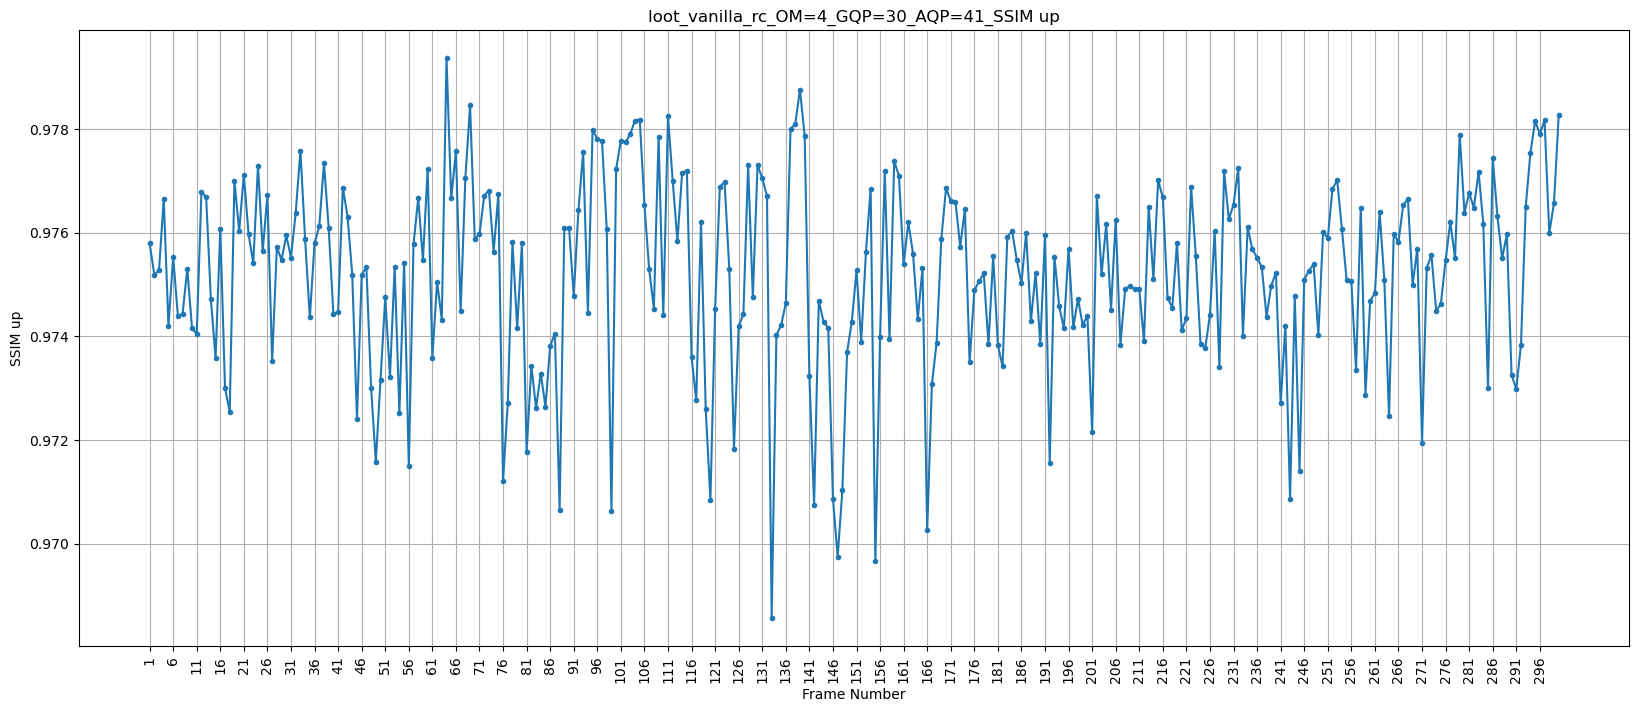 loot_vanilla_rc_OM=4_GQP=30_AQP=41_SSIM up
SSIM up
0.978
0.976
0.974
0.972
0.970
1 6 11 16 21 26 31 36 41 46 51 56 61 66 71 76 81 86 91 96 101 106 111 116 121 126 131 136 141 146 151 156 161 166 171 176 181 186 191 196 201 206 211 216 221 226 231 236 241 246 251 256 261 266 271 276 281 286 291 296
Frame Number